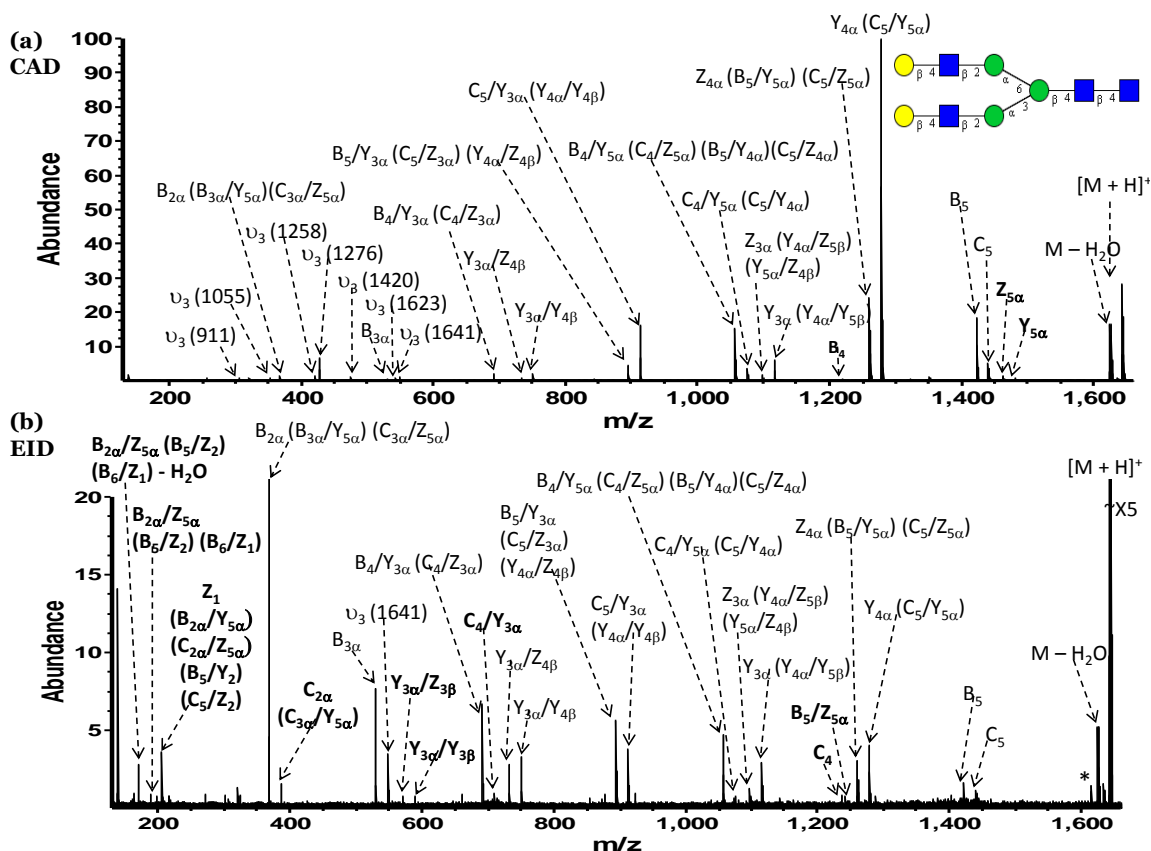 (a)
CAD
Y4α (C5/Y5α)
Z4α (B5/Y5α) (C5/Z5α)
C5/Y3α (Y4α/Y4β)
B5/Y3α (C5/Z3α) (Y4α/Z4β)
B4/Y5α (C4/Z5α) (B5/Y4α)(C5/Z4α)
B2α (B3α/Y5α)(C3α/Z5α)
B4/Y3α (C4/Z3α)
C4/Y5α (C5/Y4α)
[M + H]+
B5
υ3 (1258)
υ3 (1276)
Y3α/Z4β
Z3α (Y4α/Z5β)
(Y5α/Z4β)
C5
M – H2O
υ3 (1420)
υ3 (1055)
υ3 (1623)
Z5α
Y3α/Y4β
Y3α (Y4α/Y5β)
υ3 (911)
B3α
υ3 (1641)
B4
Y5α
β 4 β 2 α 6 β 4 β 4
β 4 β 2 α 3
Abundance
100
90
80
70
60
50
40
30
20
10
200 400 600 800 1,000 1,200 1,400 1,600
m/z
(b)
EID
B2α/Z5α (B5/Z2)
(B6/Z1) - H2O
B2α (B3α/Y5α) (C3α/Z5α)
[M + H]+
~X5
B2α/Z5α
(B5/Z2) (B6/Z1)
B4/Y5α (C4/Z5α) (B5/Y4α)(C5/Z4α)
B5/Y3α
(C5/Z3α)
(Y4α/Z4β)
C4/Y5α (C5/Y4α)
Z4α (B5/Y5α) (C5/Z5α)
B4/Y3α (C4/Z3α)
Z1
(B2α/Y5α)
(C2α/Z5α)
(B5/Y2)
(C5/Z2)
υ3 (1641)
C4/Y3α
C5/Y3α
(Y4α/Y4β)
Z3α (Y4α/Z5β)
(Y5α/Z4β)
Y4α (C5/Y5α)
B3α
Y3α/Z4β
Y3α (Y4α/Y5β)
M – H2O
C2α
(C3α/Y5α)
Y3α/Z3β
Y3α/Y4β
B5/Z5α
B5
Y3α/Y3β
C4
C5
*
Abundance
20
15
10
5
200 400 600 800 1,000 1,200 1,400 1,600
m/z